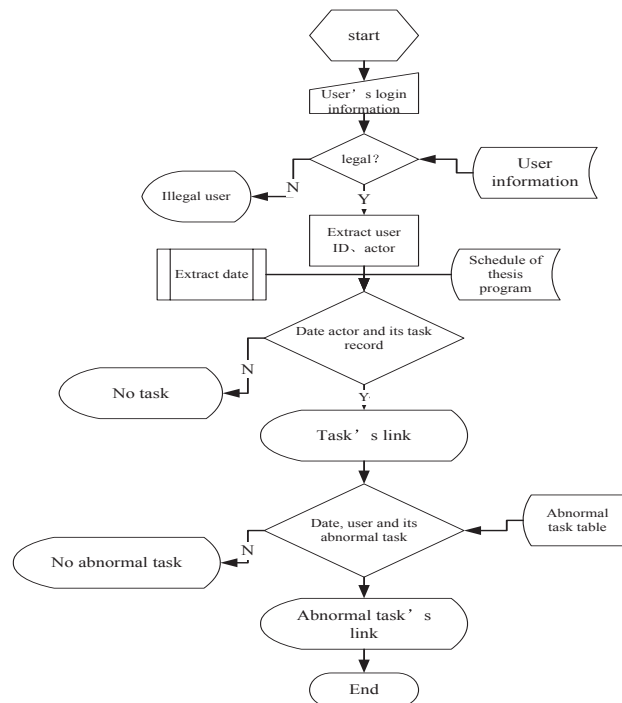 start
User's login
information
legal?
User
information
N
Illegal user
Y
Extract user
ID、actor
Extract date
Schedule of
thesis
program
Date actor and its task
record
N
No task
Y
Task's link
Date, user and its
abnormal task
Abnormal
task table
N
No abnormal task
Abnormal task's
link
End